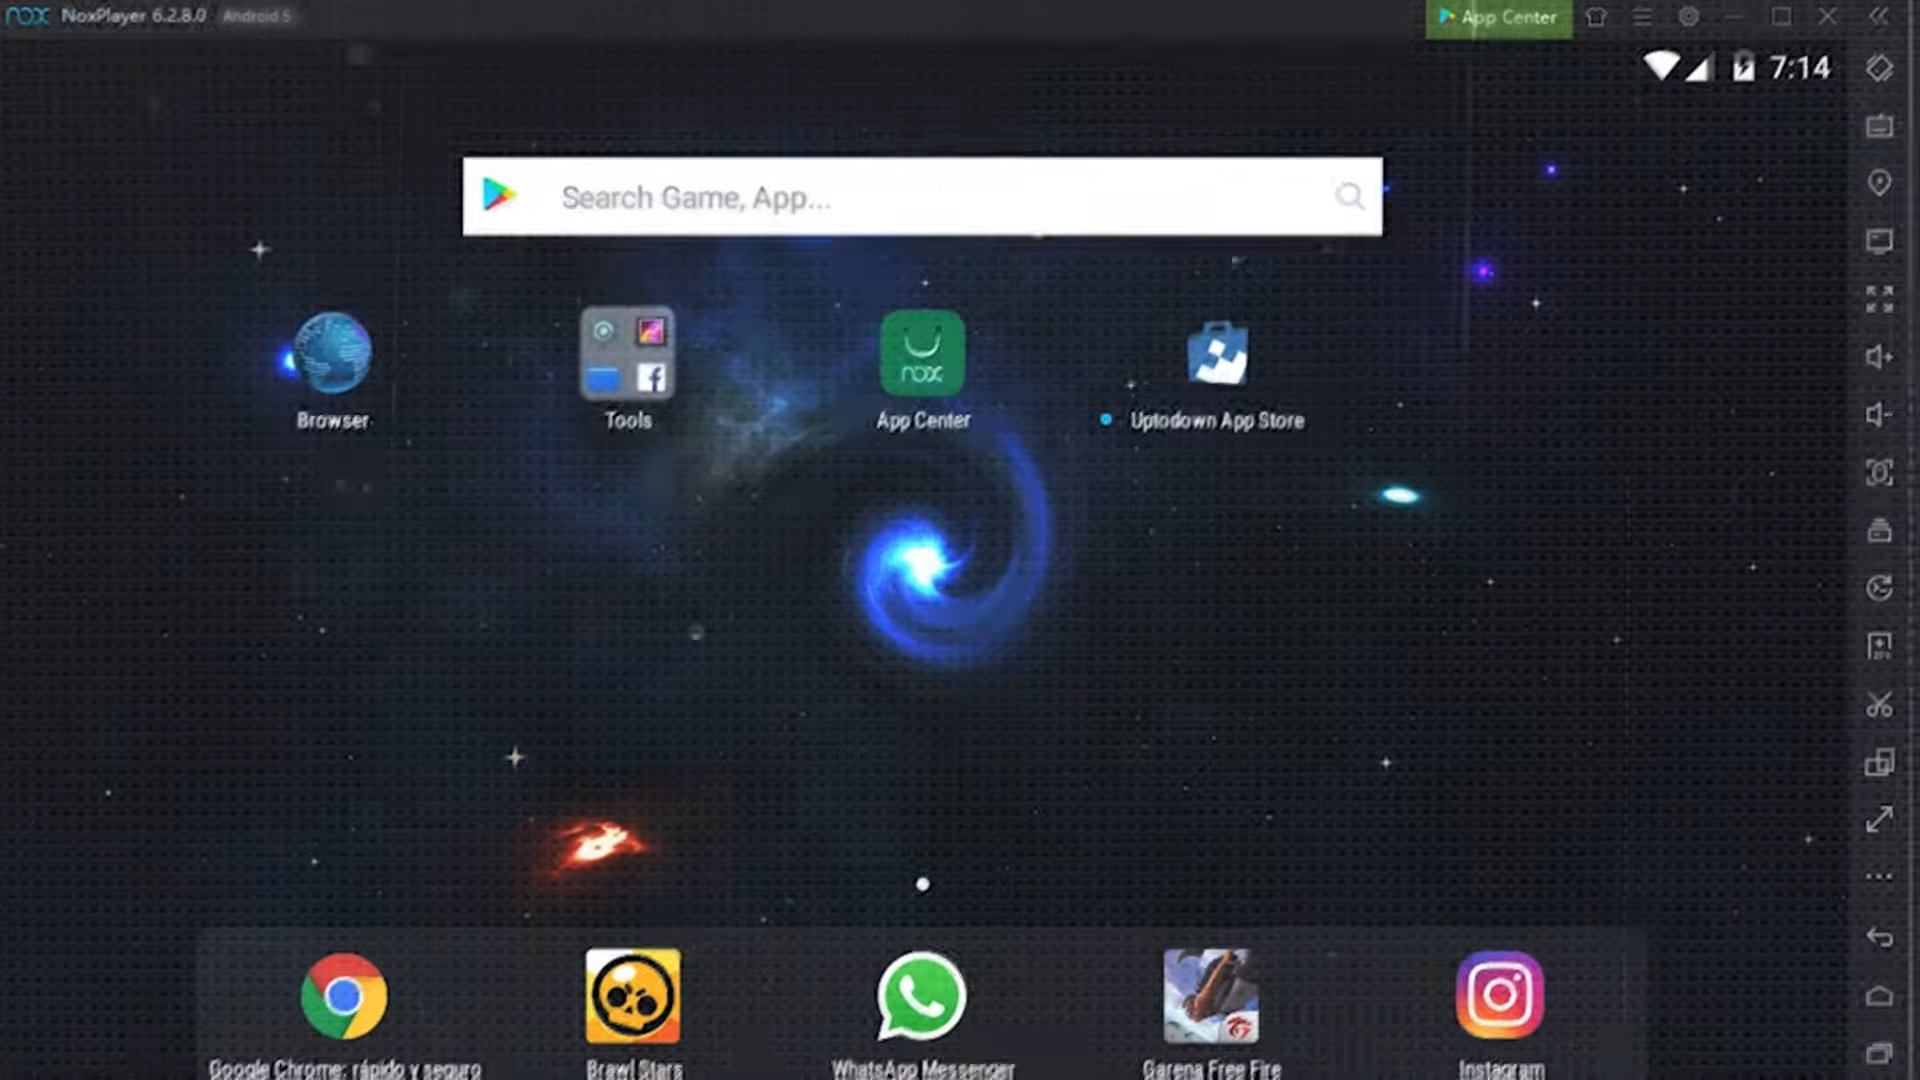 nox NoxPlayer 6.2.8.0 Android 5
App Center
7:14
Search Game, App...
nox
Browser
Tools
App Center
Uptodown App Store
Google Chrome: rápido y seguro
Brawl Stars
WhatsApp Messenger
Garena Free Fire
Instagram